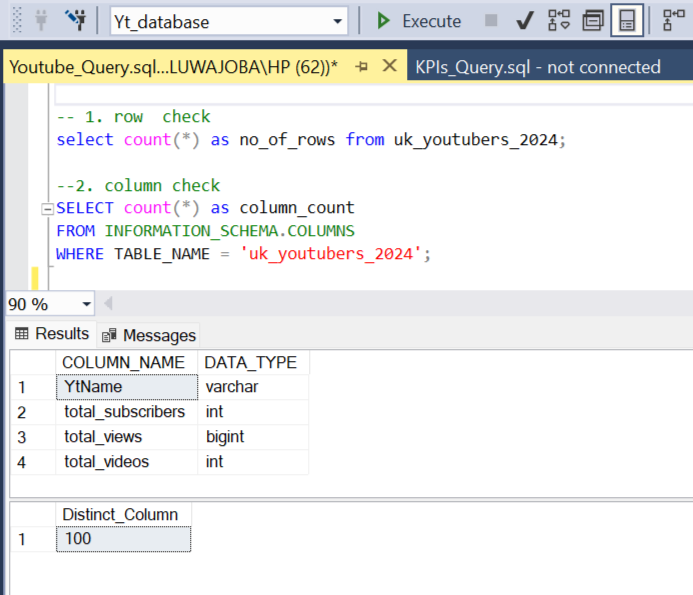 Yt_database
Execute
Youtube_Query.sql...LUWAJOBA\HP (62))*
KPIs_Query.sql - not connected
-- 1. row  check
select count(*) as no_of_rows from uk_youtubers_2024;
--2. column check
SELECT count(*) as column_count
FROM INFORMATION_SCHEMA.COLUMNS
WHERE TABLE_NAME = 'uk_youtubers_2024';
90 %
Results
Messages
COLUMN_NAME DATA_TYPE
1 YtName varchar
2 total_subscribers int
3 total_views bigint
4 total_videos int
Distinct_Column
1 100